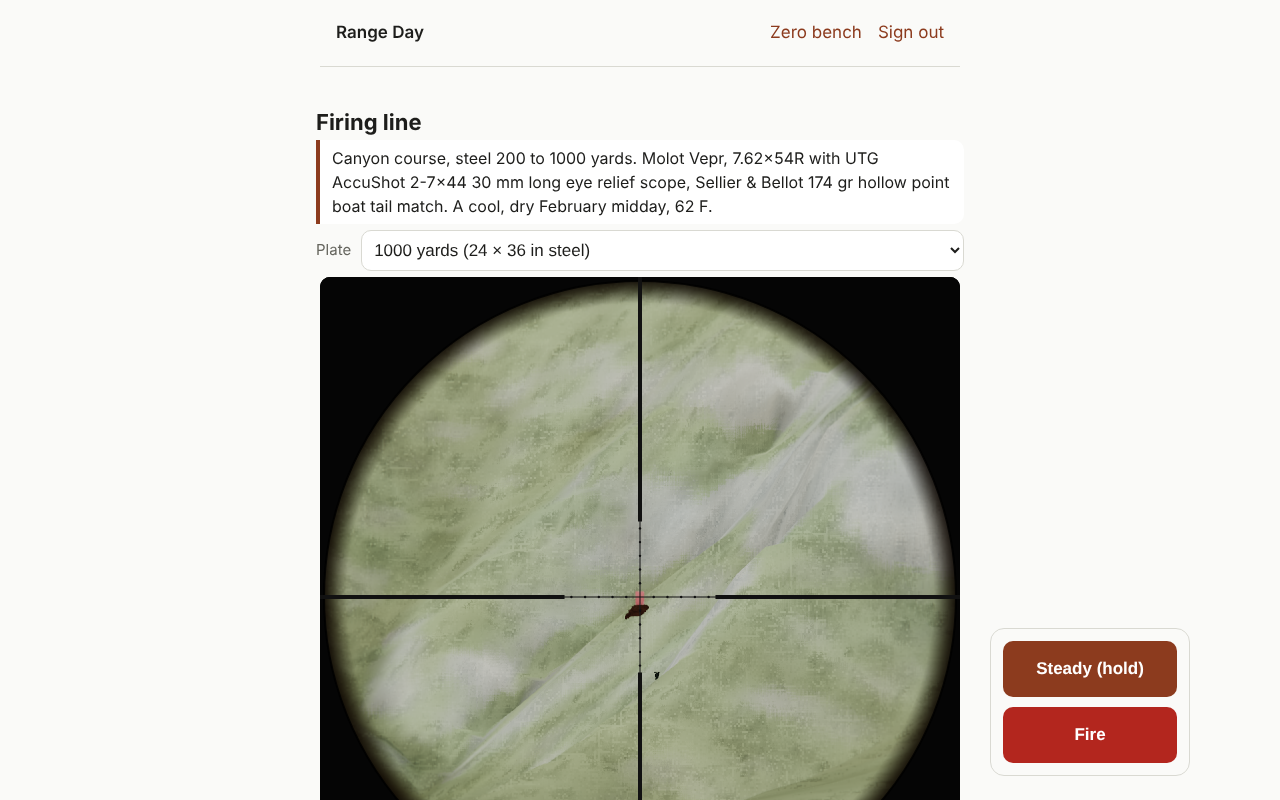 Range Day
Zero bench
Sign out
Firing line
Canyon course, steel 200 to 1000 yards. Molot Vepr, 7.62×54R with UTG
AccuShot 2-7×44 30 mm long eye relief scope, Sellier & Bellot 174 gr hollow point
boat tail match. A cool, dry February midday, 62 F.
Plate
1000 yards (24 × 36 in steel)
Steady (hold)
Fire